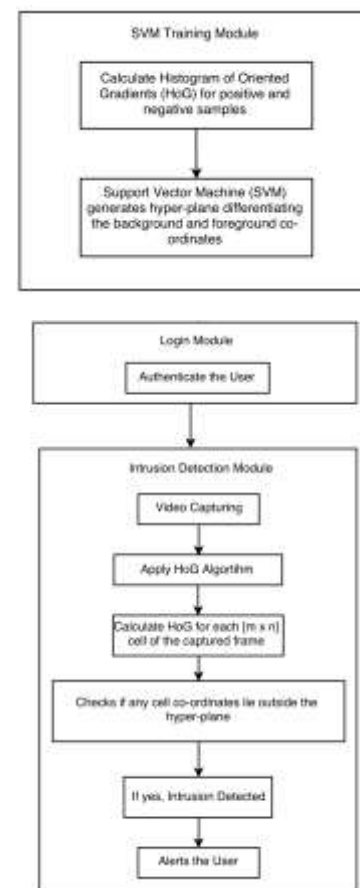 SVM Training Module
Calculate Histogram of Oriented
Gradients (HoG) for positive and
negative samples
Support Vector Machine (SVM)
generates hyper-plane differentiating
the background and foreground co-
ordinates
Login Module
Authenticate the User
Intrusion Detection Module
Video Capturing
Apply HoG Algortihm
Calculate HoG for each [m x n]
cell of the captured frame
Checks if any cell co-ordinates lie outside the
hyper-plane
If yes, Intrusion Detected
Alerts the User